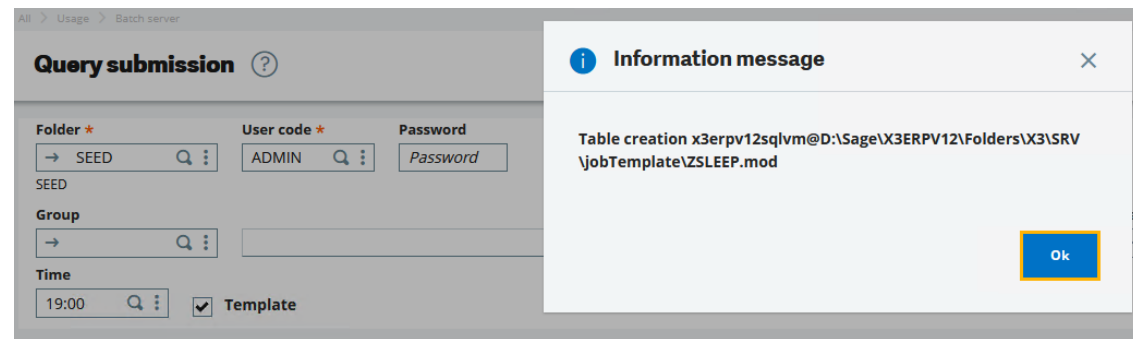 All > Usage > Batch server
Query submission ?
Information message
Folder * User code * Password
SEED ADMIN Password
SEED
Group
Time
19:00 Template
Table creation x3erpv12sqlvm@D:\Sage\X3ERPV12\Folders\X3\SRV
\jobTemplate\ZSLEEP.mod
Ok